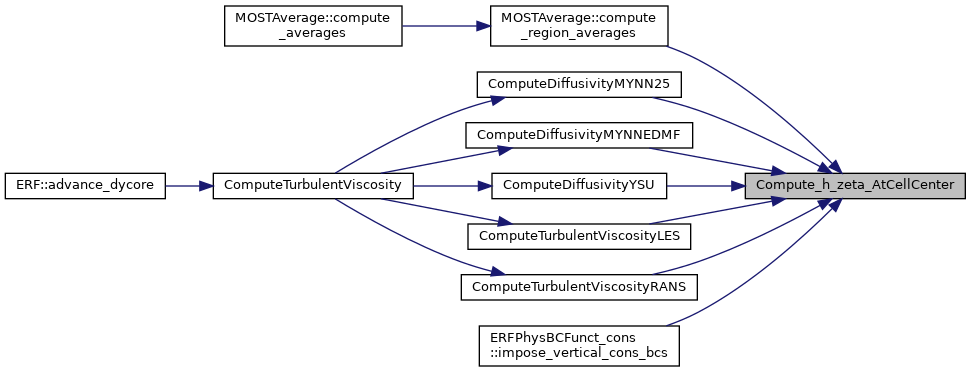 MOSTAverage::compute
_averages
MOSTAverage::compute
_region_averages
ComputeDiffusivityMYNN25
ComputeDiffusivityMYNNEDMF
ERF::advance_dycore
ComputeTurbulentViscosity
ComputeDiffusivityYSU
Compute_h_zeta_AtCellCenter
ComputeTurbulentViscosityLES
ComputeTurbulentViscosityRANS
ERFPhysBCFunct_cons
::impose_vertical_cons_bcs